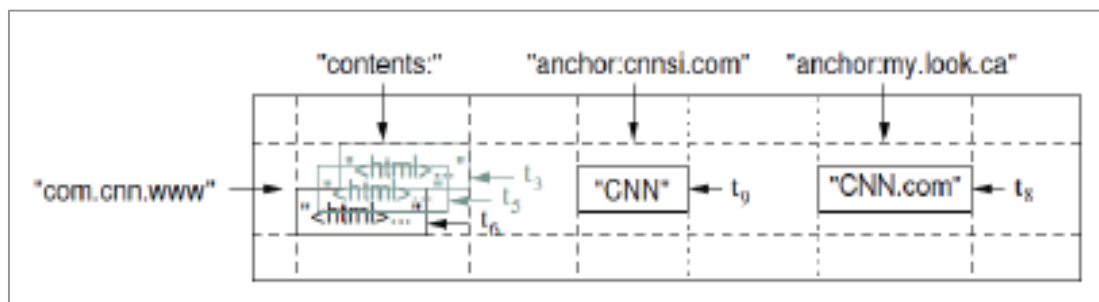 "contents:" "anchor:cnnsi.com" "anchor:my.look.ca"
"<html>..." t3
"com.cnn.www" "<html>..." t5 "CNN" t9 "CNN.com" t8
"<html>..." t6